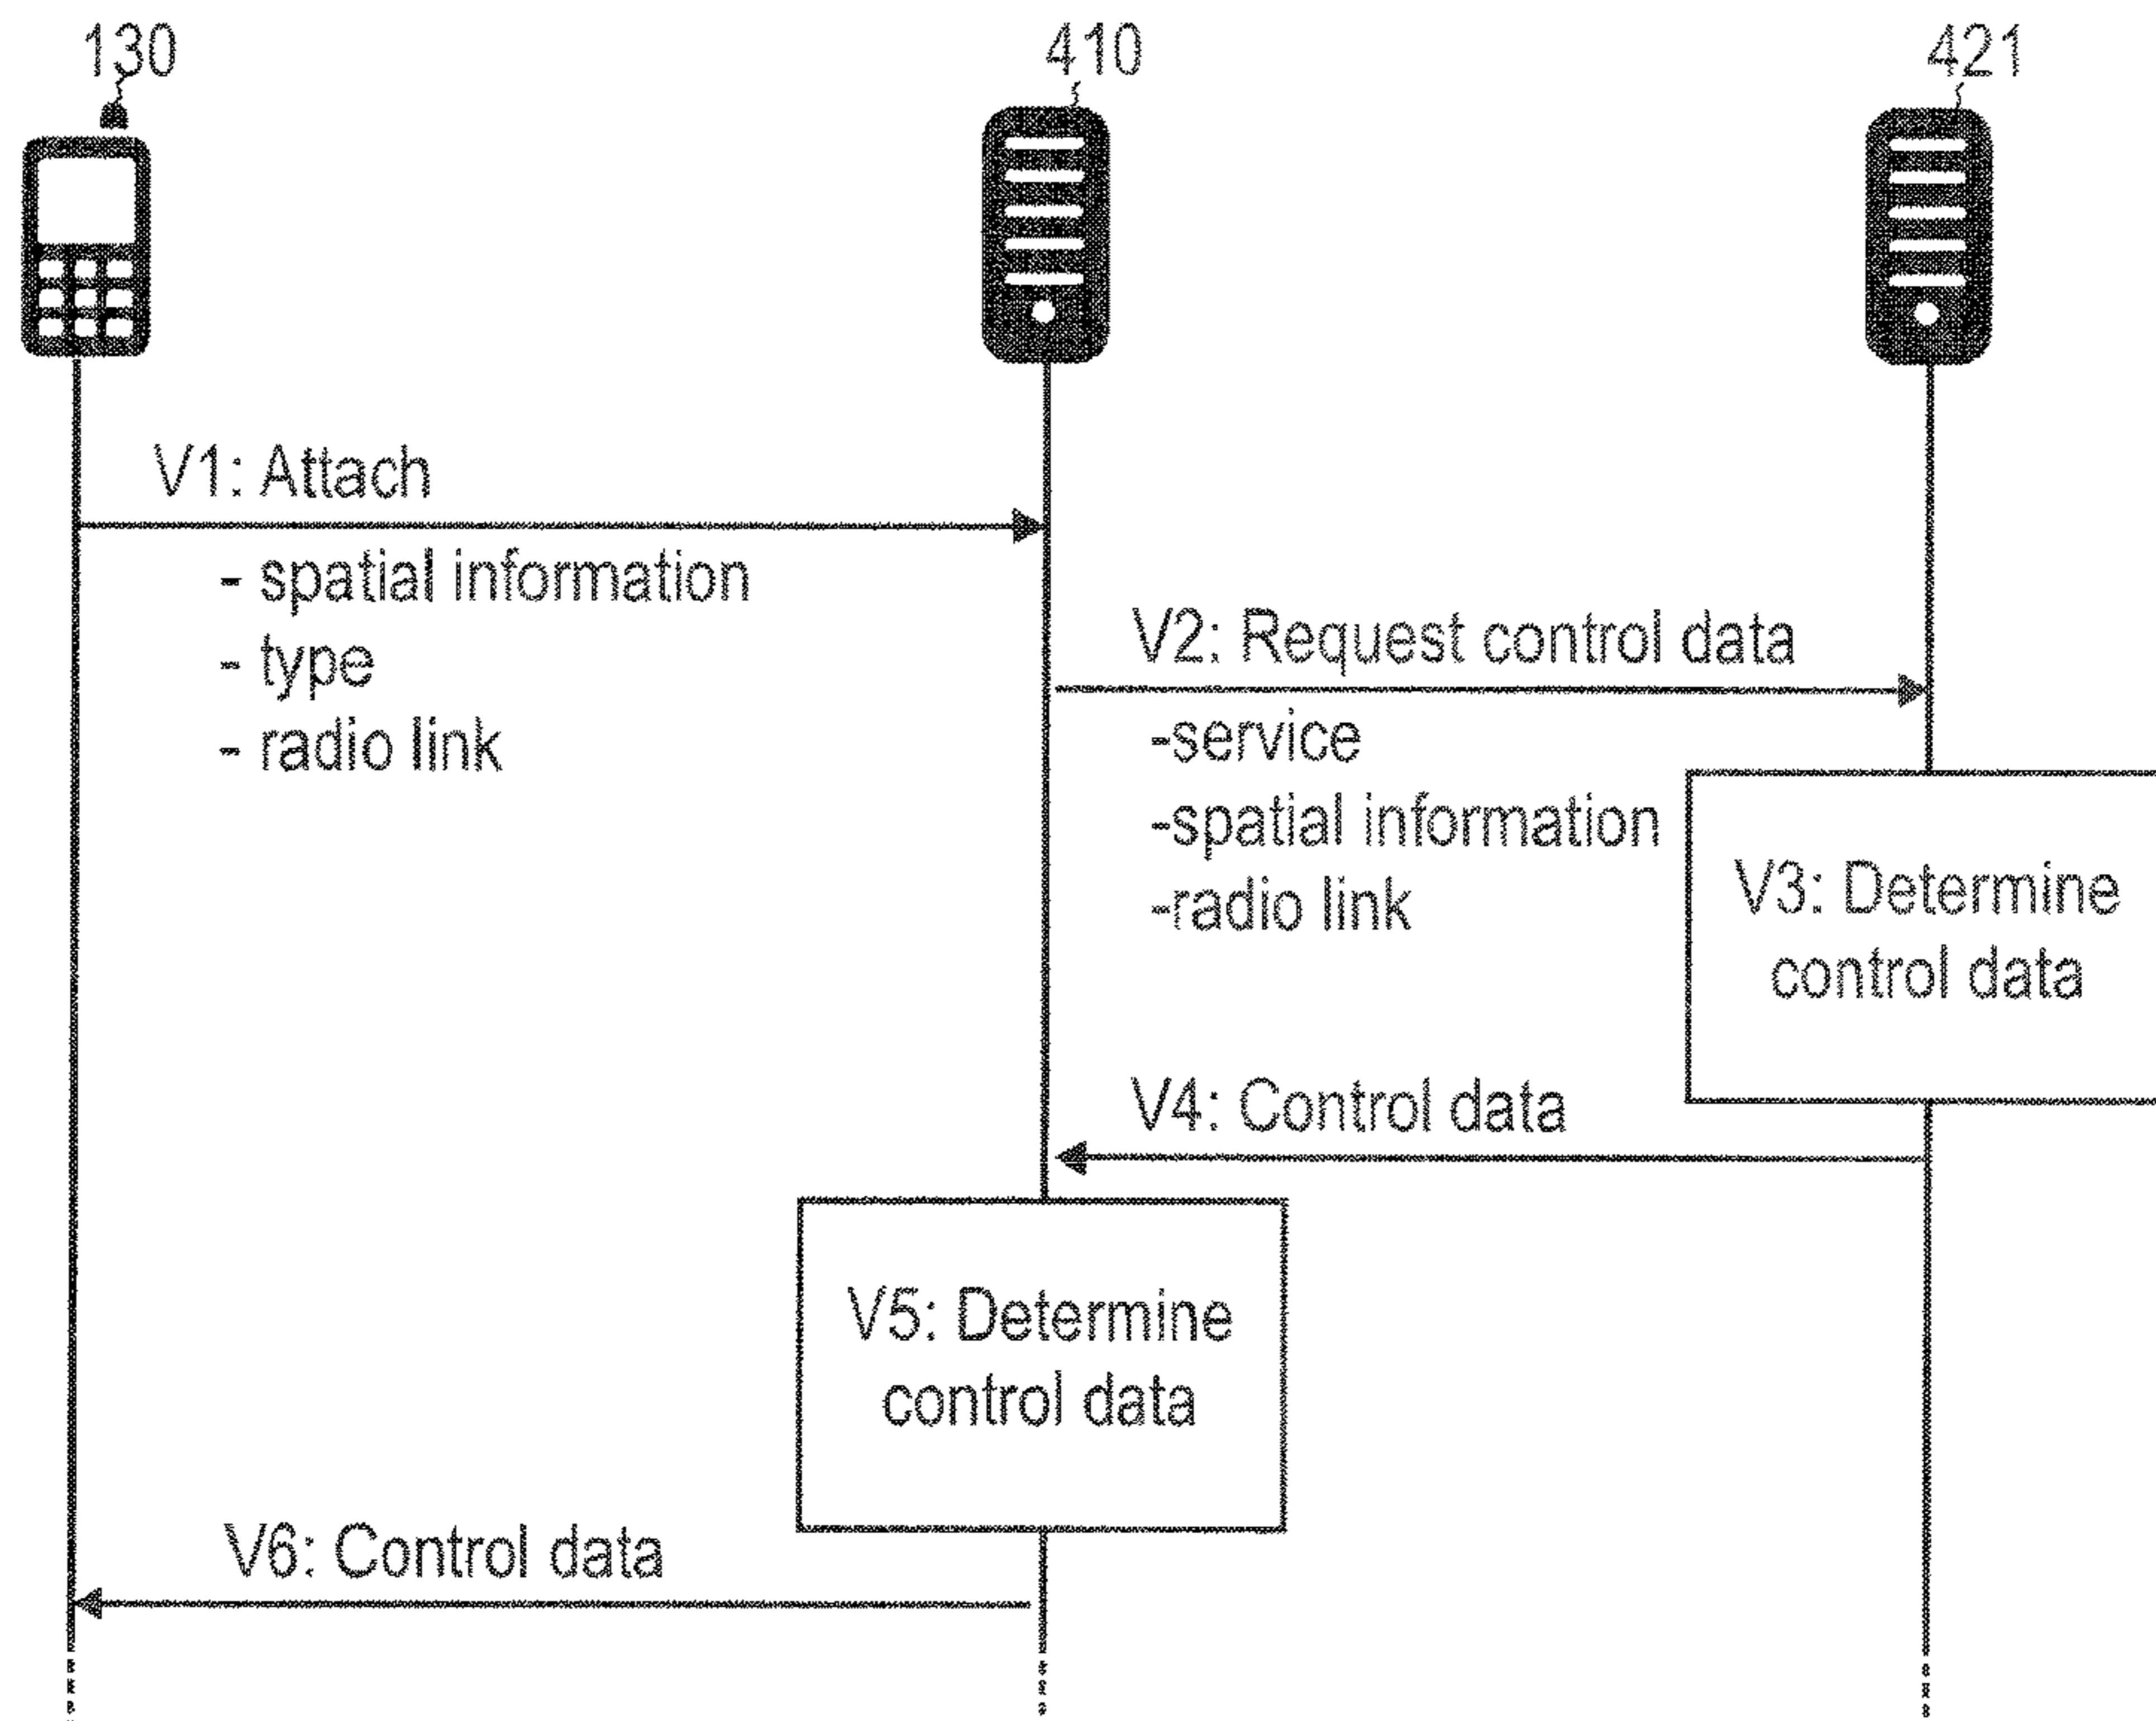 130
410
421
V1: Attach
- spatial information
- type
- radio link
V2: Request control data
-service
-spatial information
-radio link
V3: Determine
control data
V4: Control data
V5: Determine
control data
V6: Control data